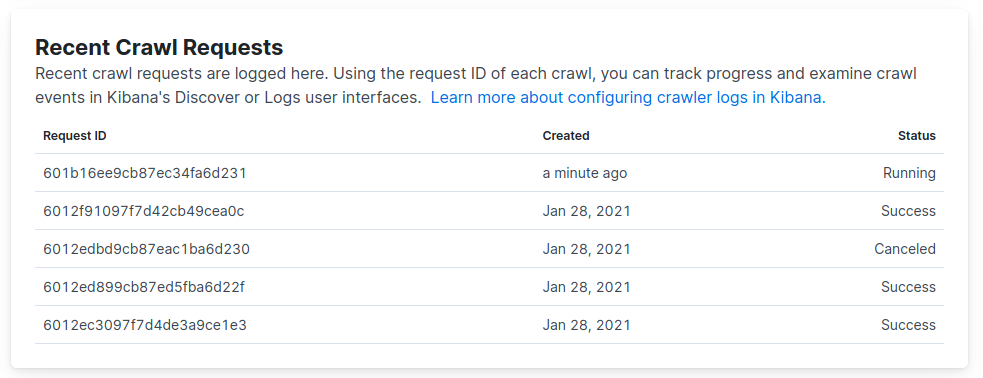 Recent Crawl Requests
Recent crawl requests are logged here. Using the request ID of each crawl, you can track progress and examine crawl
events in Kibana's Discover or Logs user interfaces. Learn more about configuring crawler logs in Kibana.
Request ID Created Status
601b16ee9cb87ec34fa6d231 a minute ago Running
6012f91097f7d42cb49cea0c Jan 28, 2021 Success
6012edbd9cb87eac1ba6d230 Jan 28, 2021 Canceled
6012ed899cb87ed5fba6d22f Jan 28, 2021 Success
6012ec3097f7d4de3a9ce1e3 Jan 28, 2021 Success